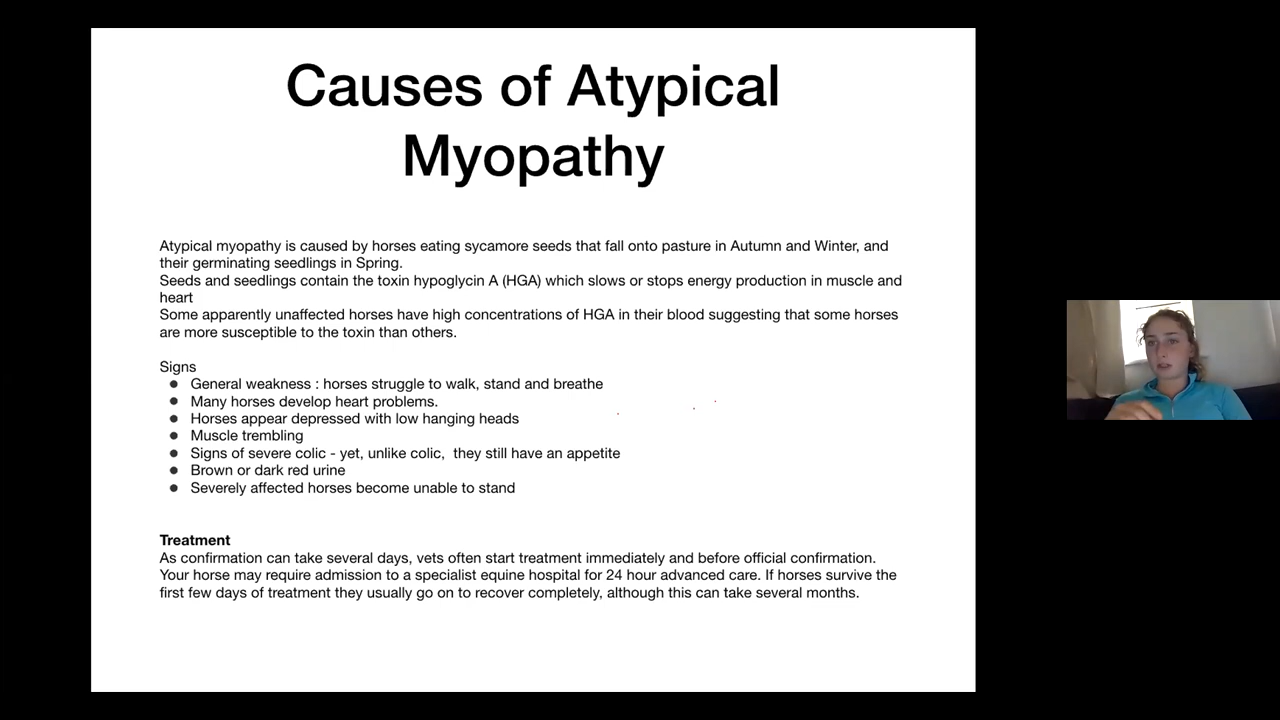 Causes of Atypical
Myopathy
Atypical myopathy is caused by horses eating sycamore seeds that fall onto pasture in Autumn and Winter, and
their germinating seedlings in Spring.
Seeds and seedlings contain the toxin hypoglycin A (HGA) which slows or stops energy production in muscle and
heart
Some apparently unaffected horses have high concentrations of HGA in their blood suggesting that some horses
are more susceptible to the toxin than others.
Signs
● General weakness : horses struggle to walk, stand and breathe
● Many horses develop heart problems.
● Horses appear depressed with low hanging heads
● Muscle trembling
● Signs of severe colic - yet, unlike colic,  they still have an appetite
● Brown or dark red urine
● Severely affected horses become unable to stand
Treatment
As confirmation can take several days, vets often start treatment immediately and before official confirmation.
Your horse may require admission to a specialist equine hospital for 24 hour advanced care. If horses survive the
first few days of treatment they usually go on to recover completely, although this can take several months.